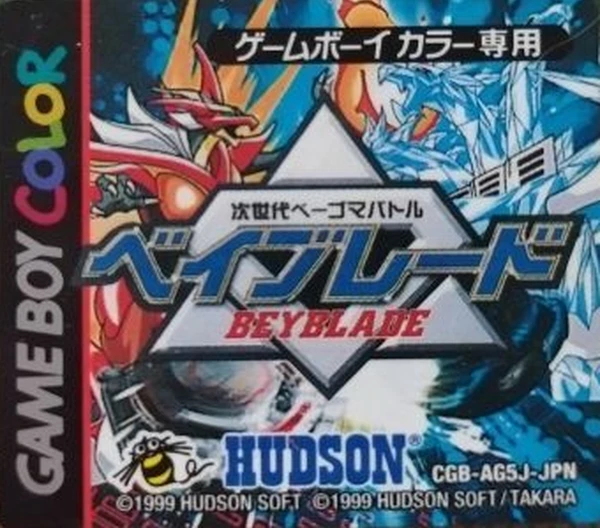 GAME BOY COLOR
ゲームボーイ カラー専用
次世代ベーゴマバトル
ベイブレード
BEYBLADE
HUDSON®
CGB-AG5J-JPN
©1999 HUDSON SOFT ©1999 HUDSON SOFT/TAKARA